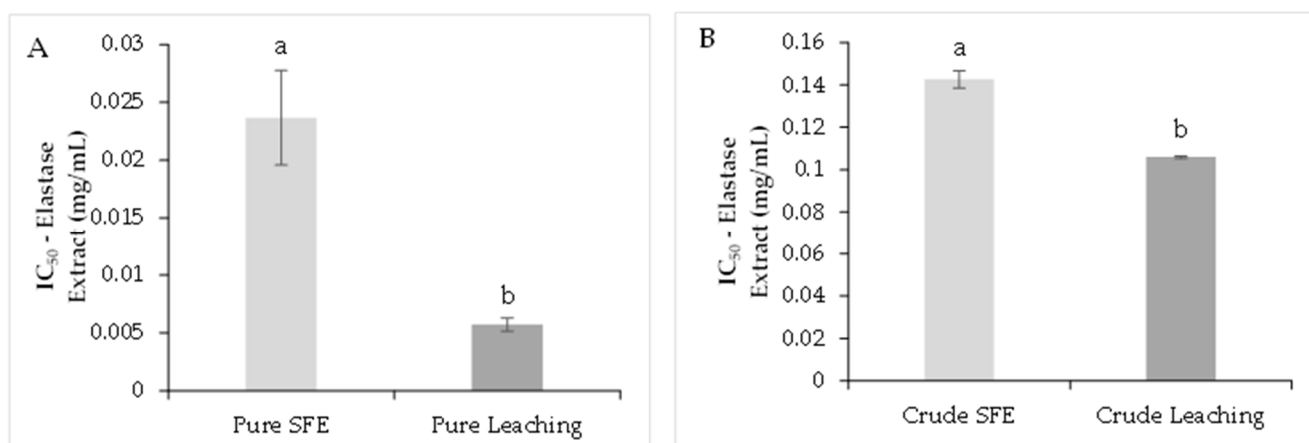 A
IC₅₀ - Elastase
Extract (mg/mL)
0.03
0.025
0.02
0.015
0.01
0.005
0
a
b
Pure SFE
Pure Leaching
B
IC₅₀ - Elastase
Extract (mg/mL)
0.16
0.14
0.12
0.1
0.08
0.06
0.04
0.02
0
a
b
Crude SFE
Crude Leaching